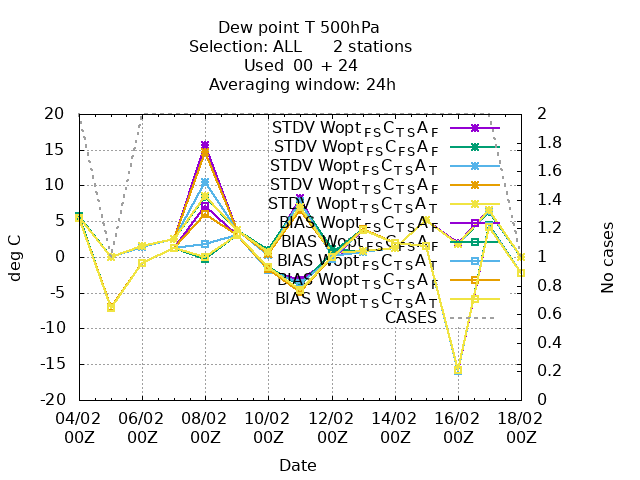 Dew point T 500hPa
Selection: ALL 2 stations
Used 00 + 24
Averaging window: 24h
20
15
10
5
0
-5
-10
-15
-20
deg C
2
1.8
1.6
1.4
1.2
1
0.8
0.6
0.4
0.2
0
No cases
STDV Wopt_FS C_TS A_F
STDV Wopt_FS C_FS A_F
STDV Wopt_FS C_TS A_T
STDV Wopt_TS C_TS A_F
STDV Wopt_TS C_TS A_T
BIAS Wopt_FS C_TS A_F
BIAS Wopt_FS C_FS A_F
BIAS Wopt_FS C_TS A_T
BIAS Wopt_TS C_TS A_F
BIAS Wopt_TS C_TS A_T
CASES
04/02 06/02 08/02 10/02 12/02 14/02 16/02 18/02
00Z 00Z 00Z 00Z 00Z 00Z 00Z 00Z
Date